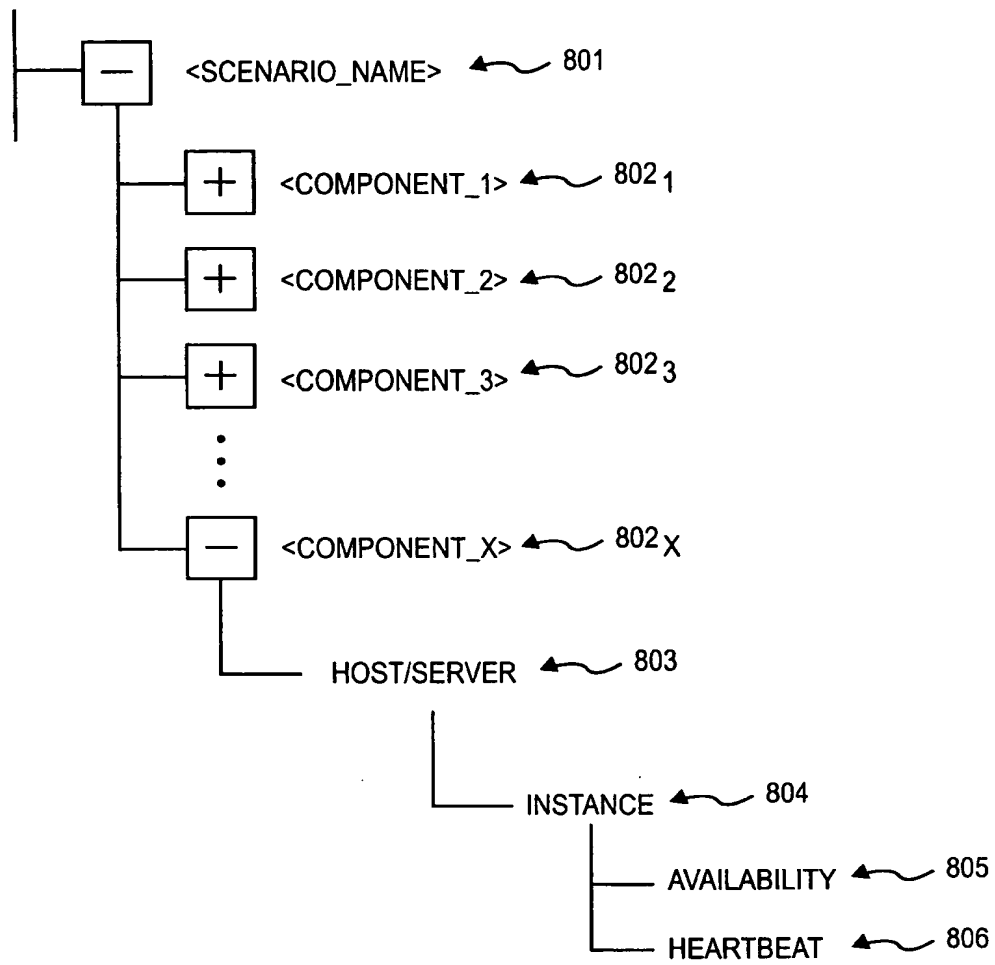 <SCENARIO_NAME> 801
<COMPONENT_1> 802 1
<COMPONENT_2> 802 2
<COMPONENT_3> 802 3
<COMPONENT_X> 802 X
HOST/SERVER 803
INSTANCE 804
AVAILABILITY 805
HEARTBEAT 806